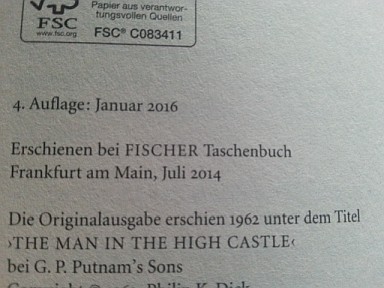 FSC
www.fsc.org
Papier aus verantwor-
tungsvollen Quellen
FSC® C083411
4. Auflage: Januar 2016
Erschienen bei FISCHER Taschenbuch
Frankfurt am Main, Juli 2014
Die Originalausgabe erschien 1962 unter dem Titel
›THE MAN IN THE HIGH CASTLE‹
bei G. P. Putnam's Sons
Philip K. Dick